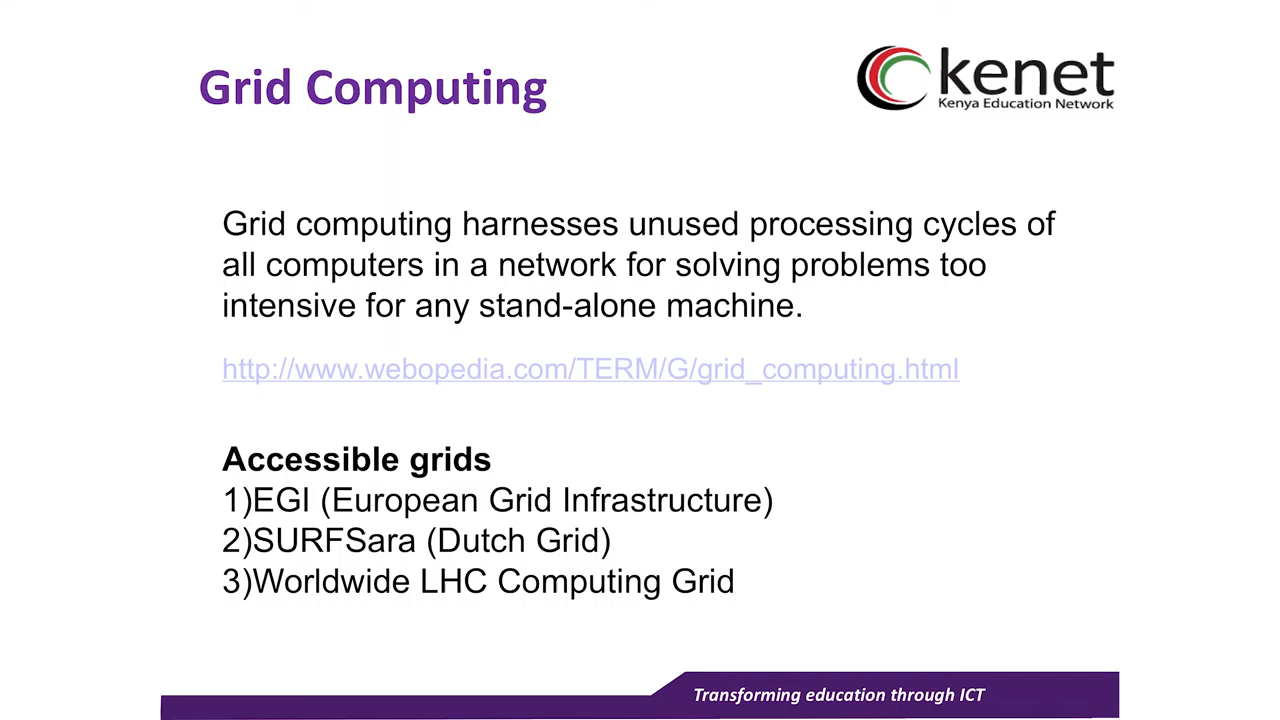 Grid Computing
kenet
Kenya Education Network
Grid computing harnesses unused processing cycles of
all computers in a network for solving problems too
intensive for any stand-alone machine.
http://www.webopedia.com/TERM/G/grid_computing.html
Accessible grids
1)EGI (European Grid Infrastructure)
2)SURFSara (Dutch Grid)
3)Worldwide LHC Computing Grid
Transforming education through ICT